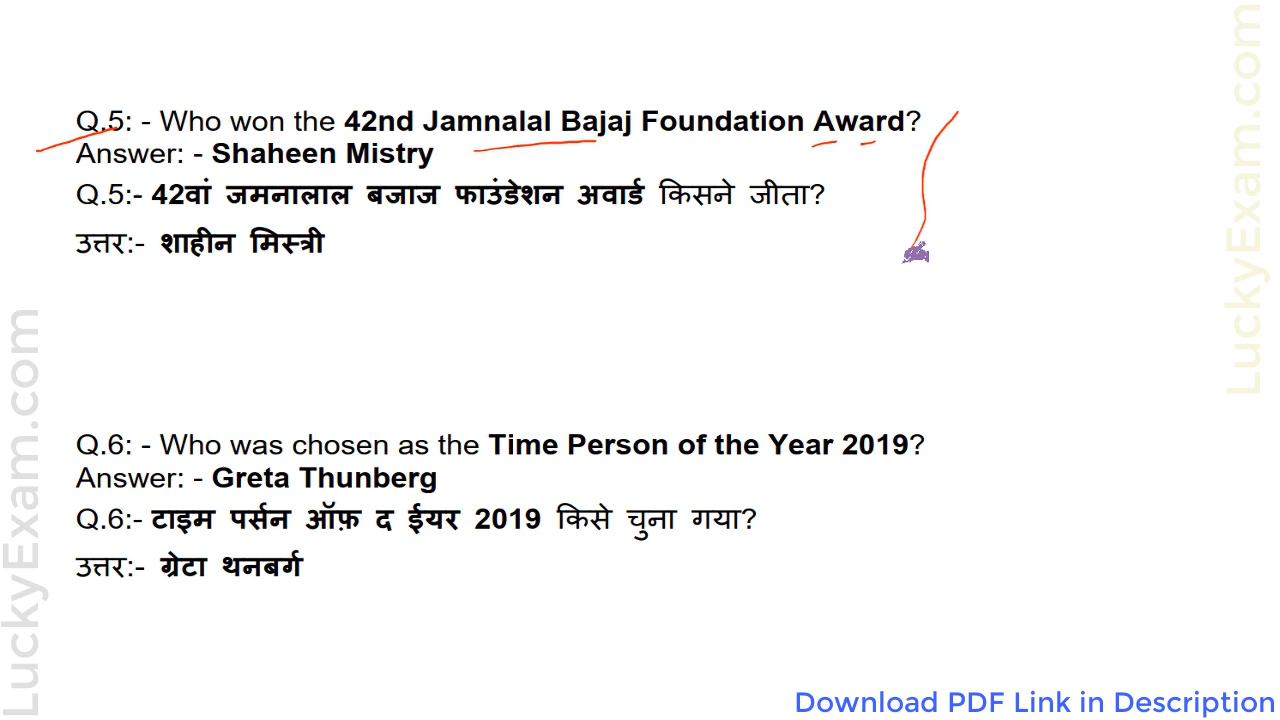 Q.5: - Who won the 42nd Jamnalal Bajaj Foundation Award?
Answer: - Shaheen Mistry
Q.5:- 42वां जमनालाल बजाज फाउंडेशन अवार्ड किसने जीता?
उत्तर:- शाहीन मिस्त्री
Q.6: - Who was chosen as the Time Person of the Year 2019?
Answer: - Greta Thunberg
Q.6:- टाइम पर्सन ऑफ़ द ईयर 2019 किसे चुना गया?
उत्तर:- ग्रेटा थनबर्ग
LuckyExam.com
LuckyExam.com
Download PDF Link in Description